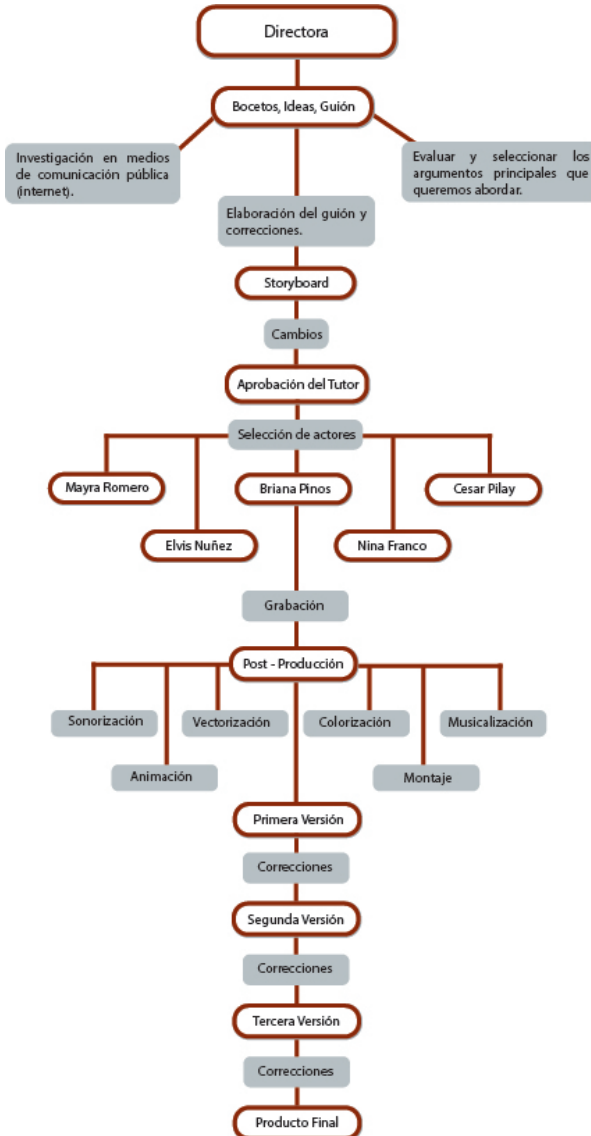 Directora
Bocetos, Ideas, Guión
Investigación en medios
de comunicación pública
(internet).
Evaluar y seleccionar los
argumentos principales que
queremos abordar.
Elaboración del guión y
correcciones.
Storyboard
Cambios
Aprobación del Tutor
Selección de actores
Mayra Romero
Briana Pinos
Cesar Pilay
Elvis Nuñez
Nina Franco
Grabación
Post - Producción
Sonorización
Vectorización
Colorización
Musicalización
Animación
Montaje
Primera Versión
Correcciones
Segunda Versión
Correcciones
Tercera Versión
Correcciones
Producto Final